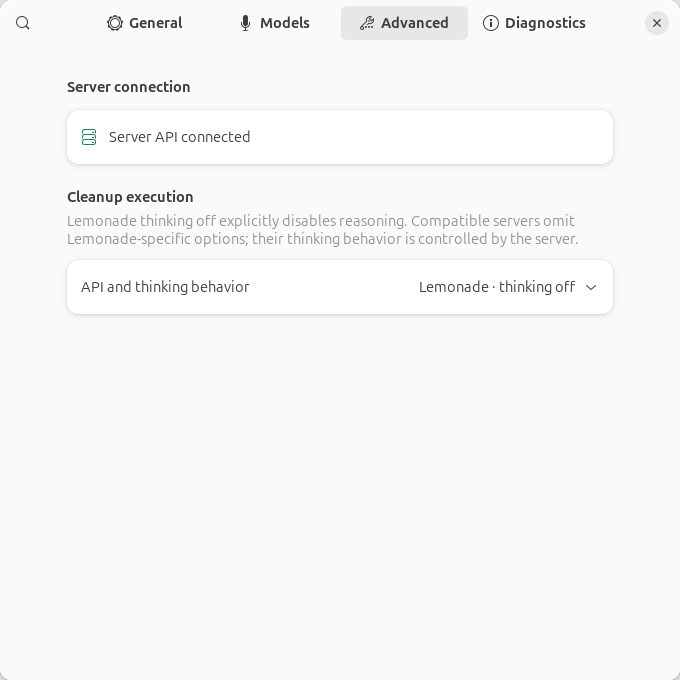 General
Models
Advanced
Diagnostics
Server connection
Server API connected
Cleanup execution
Lemonade thinking off explicitly disables reasoning. Compatible servers omit
Lemonade-specific options; their thinking behavior is controlled by the server.
API and thinking behavior
Lemonade · thinking off